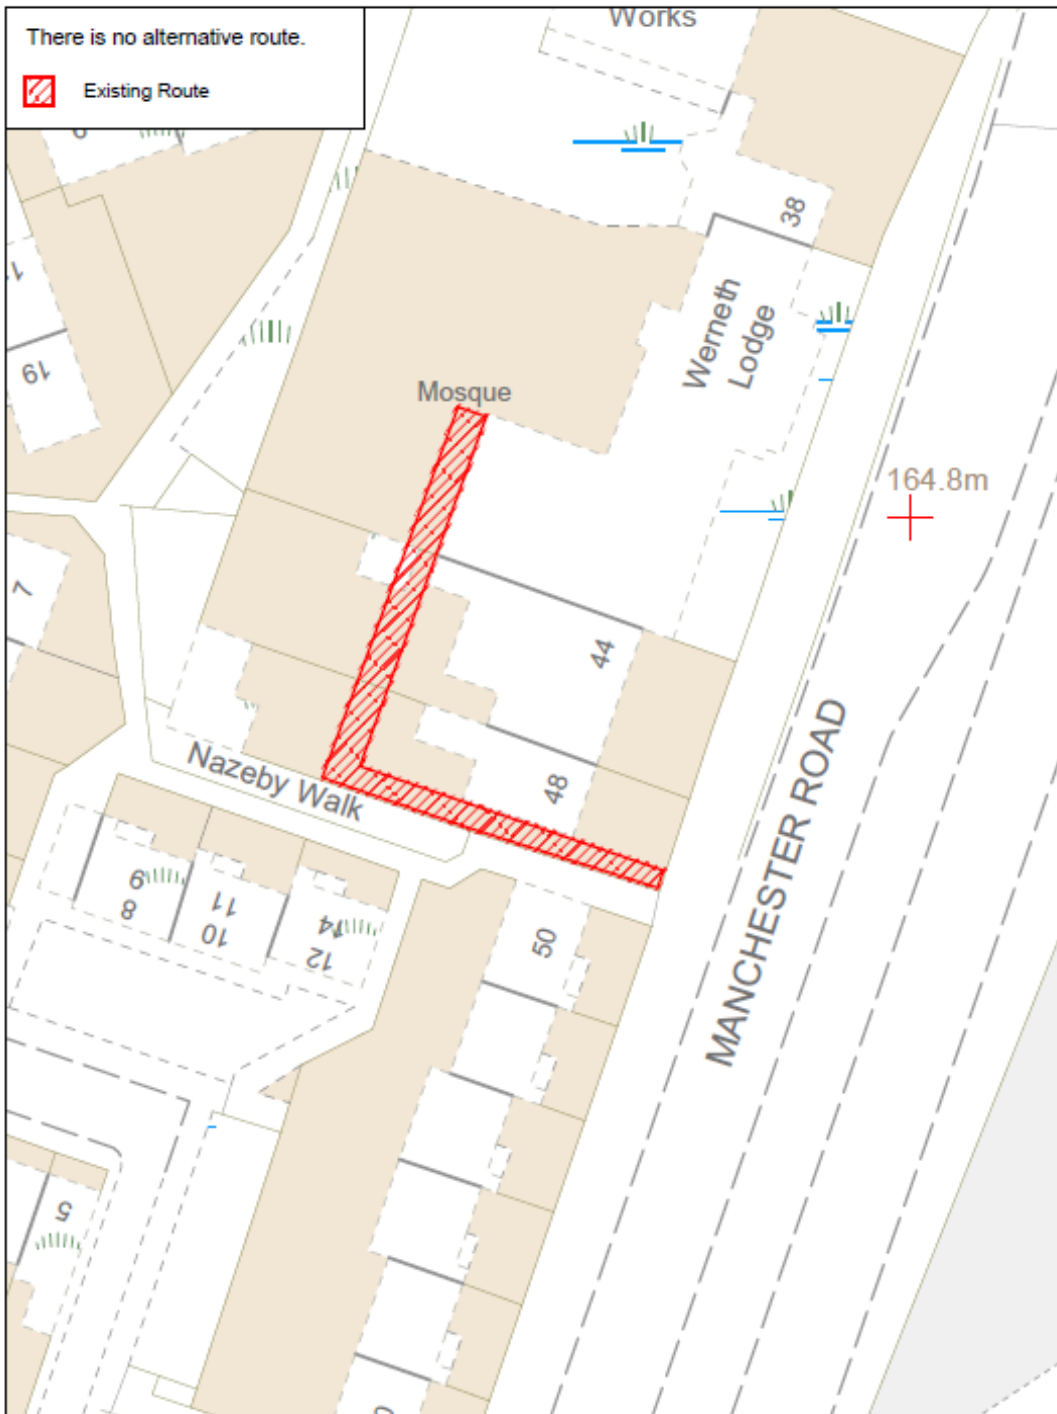 There is no alternative route.
Existing Route
Works
38
Werneth
Lodge
19
Mosque
164.8m
7
44
48
Nazeby Walk
MANCHESTER ROAD
9
8
11
10
14
12
50
5